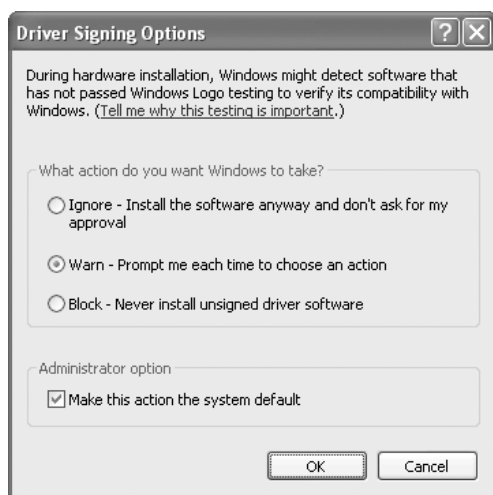 Driver Signing Options
During hardware installation, Windows might detect software that
has not passed Windows Logo testing to verify its compatibility with
Windows. (Tell me why this testing is important.)
What action do you want Windows to take?
Ignore - Install the software anyway and don't ask for my
approval
Warn - Prompt me each time to choose an action
Block - Never install unsigned driver software
Administrator option
Make this action the system default
OK
Cancel